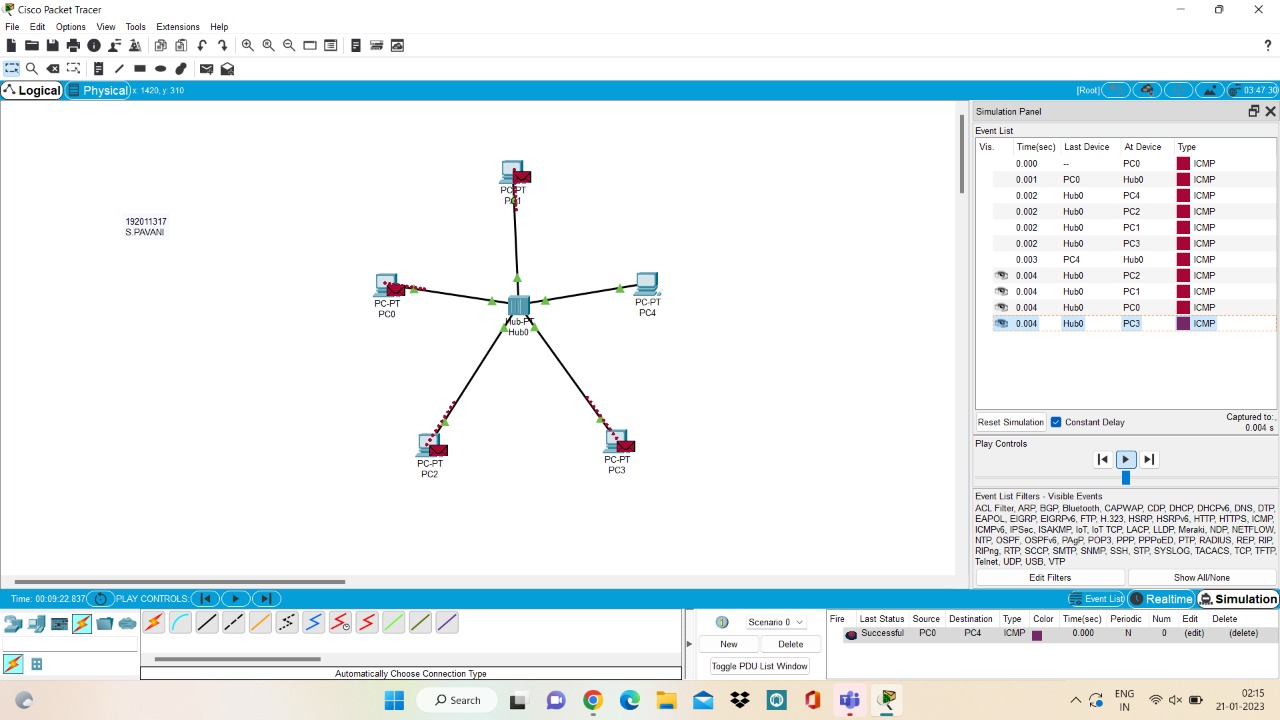 Cisco Packet Tracer
File Edit Options View Tools Extensions Help
?
Logical Physical x: 1420, y: 310 [Root] 03:47:30
192011317
S.PAVANI
PC-PT
PC1
PC-PT
PC0
PC-PT
PC4
Hub-PT
Hub0
PC-PT
PC2
PC-PT
PC3
Simulation Panel
Event List
Vis. Time(sec) Last Device At Device Type
0.000 -- PC0 ICMP
0.001 PC0 Hub0 ICMP
0.002 Hub0 PC4 ICMP
0.002 Hub0 PC2 ICMP
0.002 Hub0 PC1 ICMP
0.002 Hub0 PC3 ICMP
0.003 PC4 Hub0 ICMP
0.004 Hub0 PC2 ICMP
0.004 Hub0 PC1 ICMP
0.004 Hub0 PC0 ICMP
0.004 Hub0 PC3 ICMP
Reset Simulation Constant Delay Captured to:
0.004 s
Play Controls
Event List Filters - Visible Events
ACL Filter, ARP, BGP, Bluetooth, CAPWAP, CDP, DHCP, DHCPv6, DNS, DTP,
EAPOL, EIGRP, EIGRPv6, FTP, H.323, HSRP, HSRPv6, HTTP, HTTPS, ICMP,
ICMPv6, IPSec, ISAKMP, IoT, IoT TCP, LACP, LLDP, Meraki, NDP, NETFLOW,
NTP, OSPF, OSPFv6, PAgP, POP3, PPP, PPPoED, PTP, RADIUS, REP, RIP,
RIPng, RTP, SCCP, SMTP, SNMP, SSH, STP, SYSLOG, TACACS, TCP, TFTP,
Telnet, UDP, USB, VTP
Edit Filters Show All/None
Time: 00:09:22.837 PLAY CONTROLS: Event List Realtime Simulation
Automatically Choose Connection Type
Scenario 0
New Delete
Toggle PDU List Window
Fire Last Status Source Destination Type Color Time(sec) Periodic Num Edit Delete
Successful PC0 PC4 ICMP 0.000 N 0 (edit) (delete)
Search
ENG
IN
02:15
21-01-2023